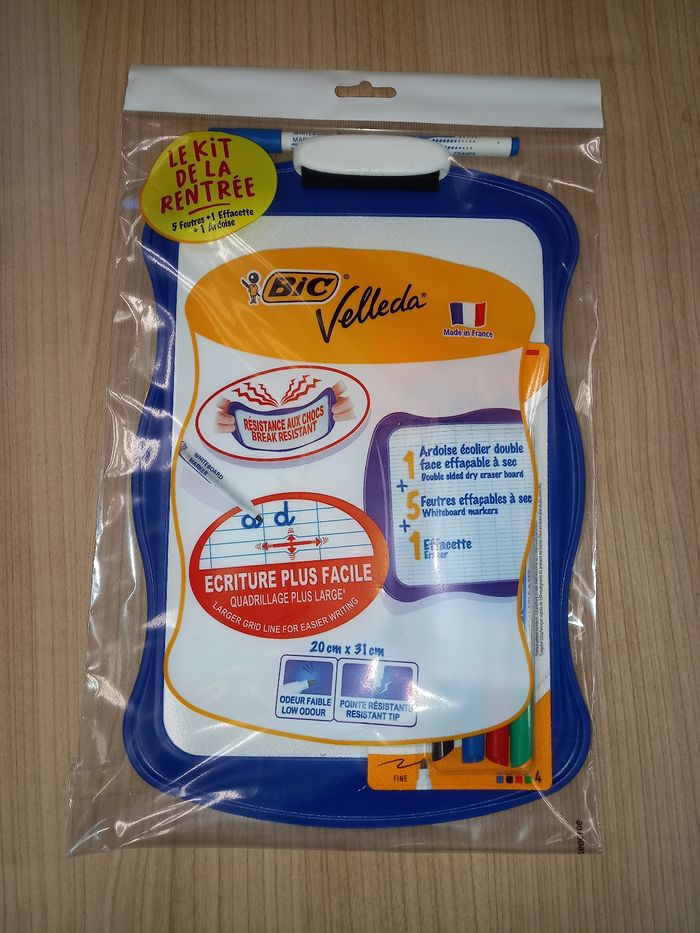 WHITEBOARD
LE KIT
DE LA
RENTRÉE
5 Feutres +1 Effacette
+ 1 Ardoise
BIC® Velleda®
Made in France
RÉSISTANCE AUX CHOCS
BREAK RESISTANT
WHITEBOARD
MARKER
1 Ardoise écolier double
face effaçable à sec
Double sided dry eraser board
+
5 Feutres effaçables à sec
Whiteboard markers
+
1 Effacette
Eraser
a d
ECRITURE PLUS FACILE
QUADRILLAGE PLUS LARGE¹
LARGER GRID LINE FOR EASIER WRITING
20 cm x 31 cm
ODEUR FAIBLE
LOW ODOUR
POINTE RÉSISTANTE
RESISTANT TIP
FINE
4